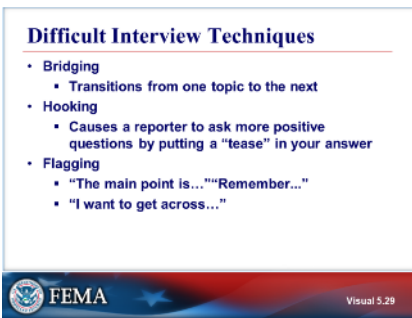 Difficult Interview Techniques
• Bridging
▪ Transitions from one topic to the next
• Hooking
▪ Causes a reporter to ask more positive
questions by putting a “tease” in your answer
• Flagging
▪ “The main point is…”“Remember...”
▪ “I want to get across…”
FEMA
Visual 5.29